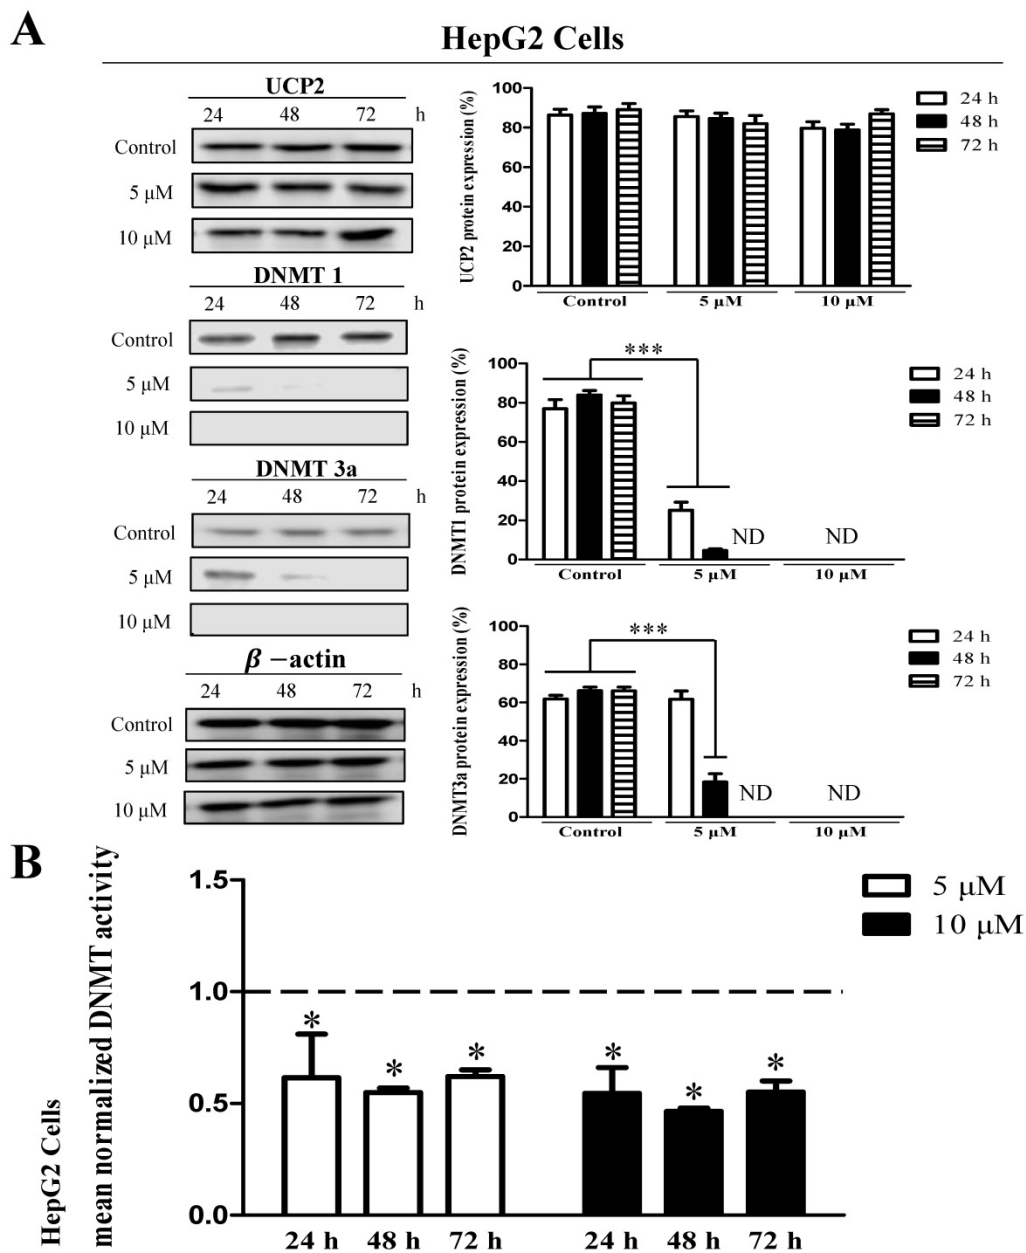 A
HepG2 Cells
UCP2
24 48 72 h
Control
5 μM
10 μM
DNMT 1
24 48 72 h
Control
5 μM
10 μM
DNMT 3a
24 48 72 h
Control
5 μM
10 μM
β −actin
24 48 72 h
Control
5 μM
10 μM
UCP2 protein expression (%)
100
80
60
40
20
0
Control 5 μM 10 μM
24 h
48 h
72 h
DNMT1 protein expression (%)
100
80
60
40
20
0
***
ND ND
Control 5 μM 10 μM
24 h
48 h
72 h
DNMT3a protein expression (%)
100
80
60
40
20
0
***
ND ND
Control 5 μM 10 μM
24 h
48 h
72 h
B
HepG2 Cells
mean normalized DNMT activity
1.5
1.0
0.5
0.0
* * * * * *
24 h 48 h 72 h 24 h 48 h 72 h
5 μM
10 μM